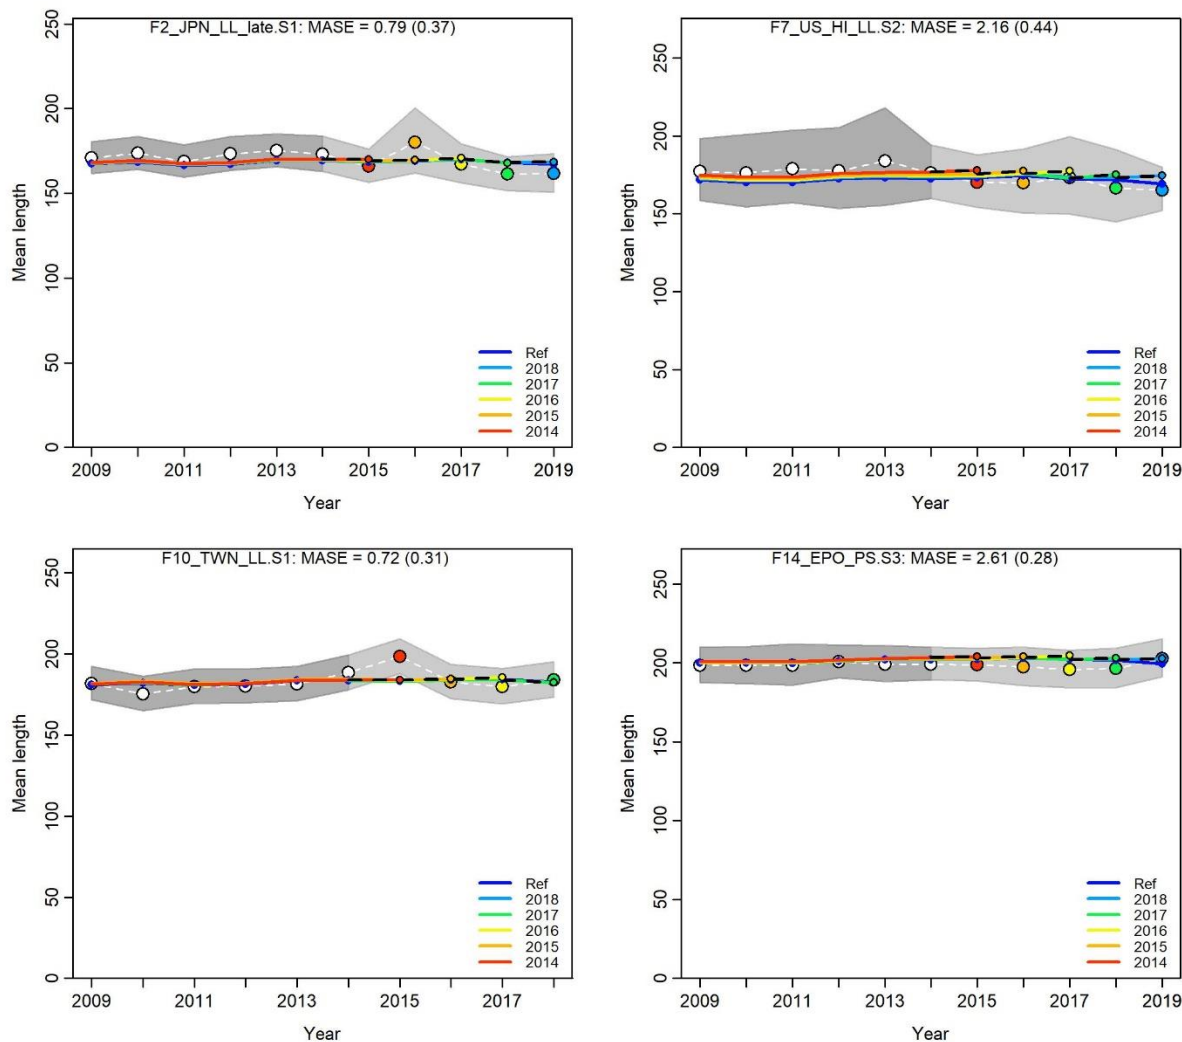 F2_JPN_LL_late.S1: MASE = 0.79 (0.37)
250
200
150
100
50
0
Mean length
Ref
2018
2017
2016
2015
2014
2009 2011 2013 2015 2017 2019
Year
F7_US_HI_LL.S2: MASE = 2.16 (0.44)
250
200
150
100
50
0
Mean length
Ref
2018
2017
2016
2015
2014
2009 2011 2013 2015 2017 2019
Year
F10_TWN_LL.S1: MASE = 0.72 (0.31)
250
200
150
100
50
0
Mean length
Ref
2018
2017
2016
2015
2014
2009 2011 2013 2015 2017
Year
F14_EPO_PS.S3: MASE = 2.61 (0.28)
250
200
150
100
50
0
Mean length
Ref
2018
2017
2016
2015
2014
2009 2011 2013 2015 2017 2019
Year